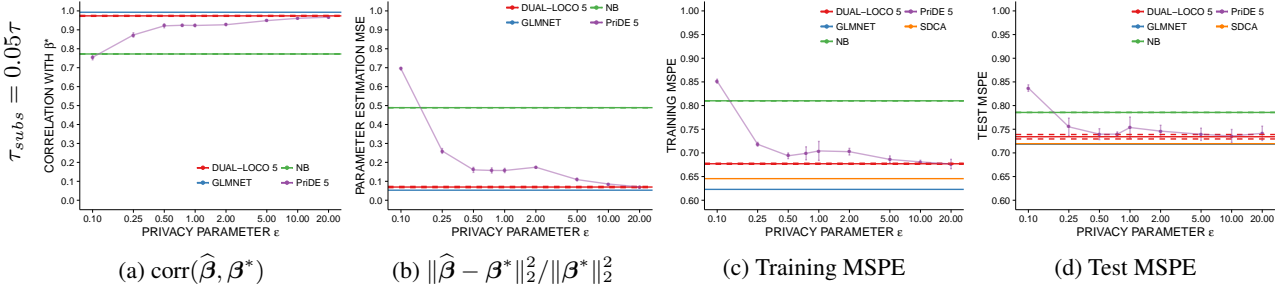 τ_subs = 0.05τ
CORRELATION WITH β*
1.0
0.9
0.8
0.7
0.6
0.5
0.4
0.3
0.2
0.1
0.0
DUAL-LOCO 5 NB
GLMNET PriDE 5
0.10 0.25 0.50 1.00 2.00 5.00 10.00 20.00
PRIVACY PARAMETER ε
(a) corr(β̂, β*)
PARAMETER ESTIMATION MSE
1.0
0.9
0.8
0.7
0.6
0.5
0.4
0.3
0.2
0.1
0.0
DUAL-LOCO 5 NB
GLMNET PriDE 5
0.10 0.25 0.50 1.00 2.00 5.00 10.00 20.00
PRIVACY PARAMETER ε
(b) ‖β̂ − β*‖₂²/‖β*‖₂²
TRAINING MSPE
1.00
0.95
0.90
0.85
0.80
0.75
0.70
0.65
0.60
DUAL-LOCO 5 PriDE 5
GLMNET SDCA
NB
0.10 0.25 0.50 1.00 2.00 5.00 10.00 20.00
PRIVACY PARAMETER ε
(c) Training MSPE
TEST MSPE
1.00
0.95
0.90
0.85
0.80
0.75
0.70
0.65
0.60
DUAL-LOCO 5 PriDE 5
GLMNET SDCA
NB
0.10 0.25 0.50 1.00 2.00 5.00 10.00 20.00
PRIVACY PARAMETER ε
(d) Test MSPE